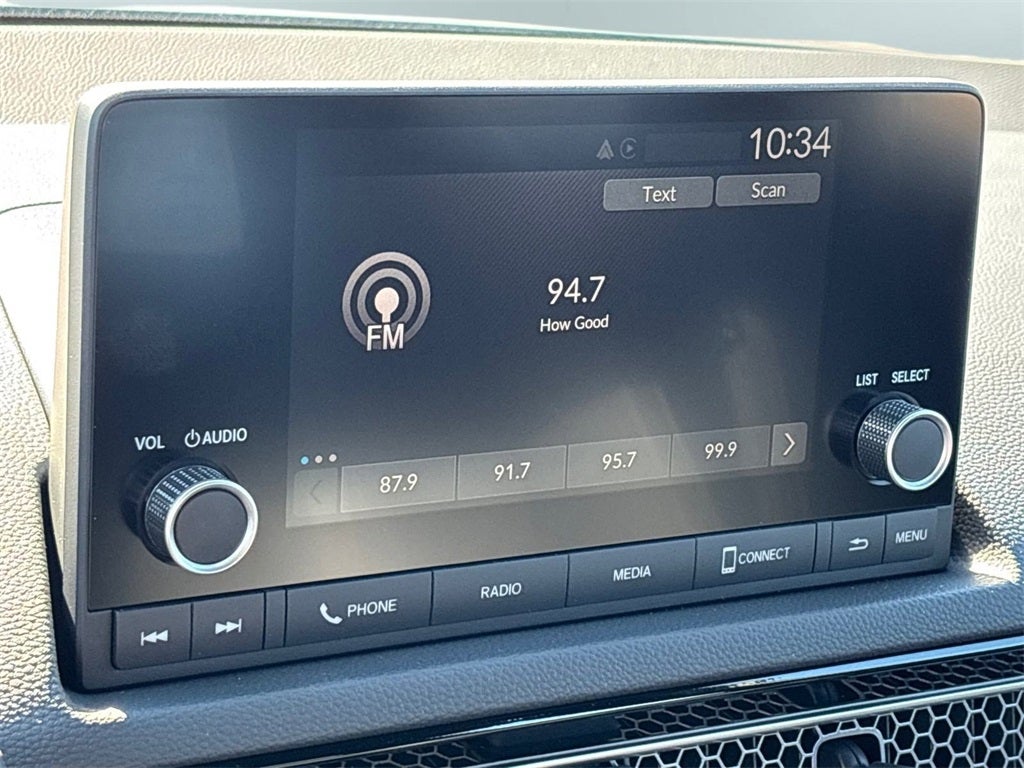 10:34
Text Scan
94.7
How Good
FM
LIST SELECT
VOL AUDIO
87.9 91.7 95.7 99.9
PHONE RADIO MEDIA CONNECT MENU